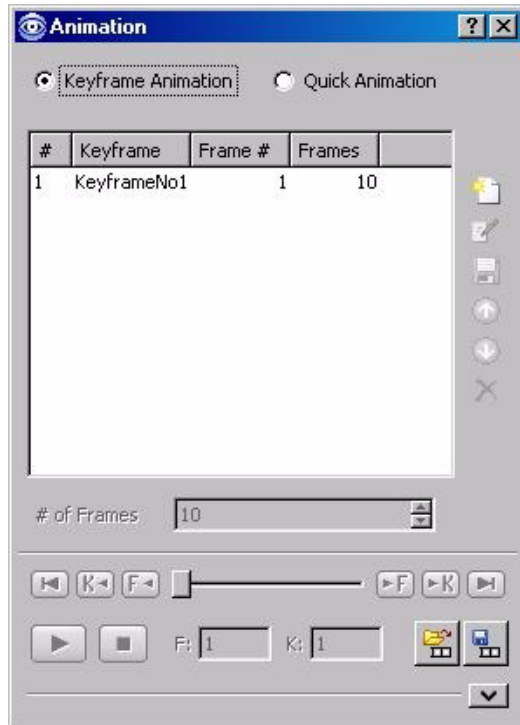 Animation
Keyframe Animation Quick Animation
# Keyframe Frame # Frames
1 KeyframeNo1 1 10
# of Frames 10
K F F K
F: 1 K: 1